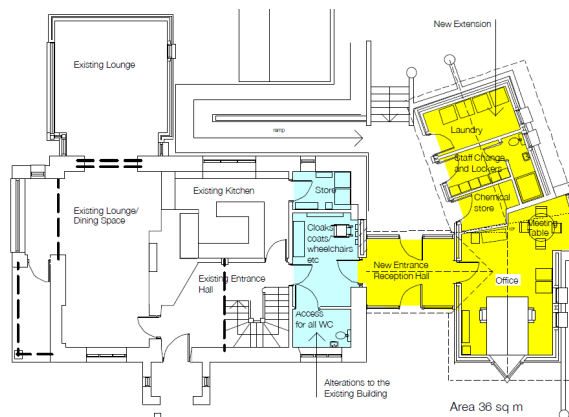 New Extension
Existing Lounge
ramp
Laundry
Staff Change
and Lockers
Existing Kitchen
Store
Chemical
store
Existing Lounge/
Dining Space
Cloaks
coats/
wheelchairs
etc
Meeting
Table
New Entrance
Reception Hall
Existing Entrance
Hall
Office
Access
for all WC
Alterations to the
Existing Building
Area 36 sq m